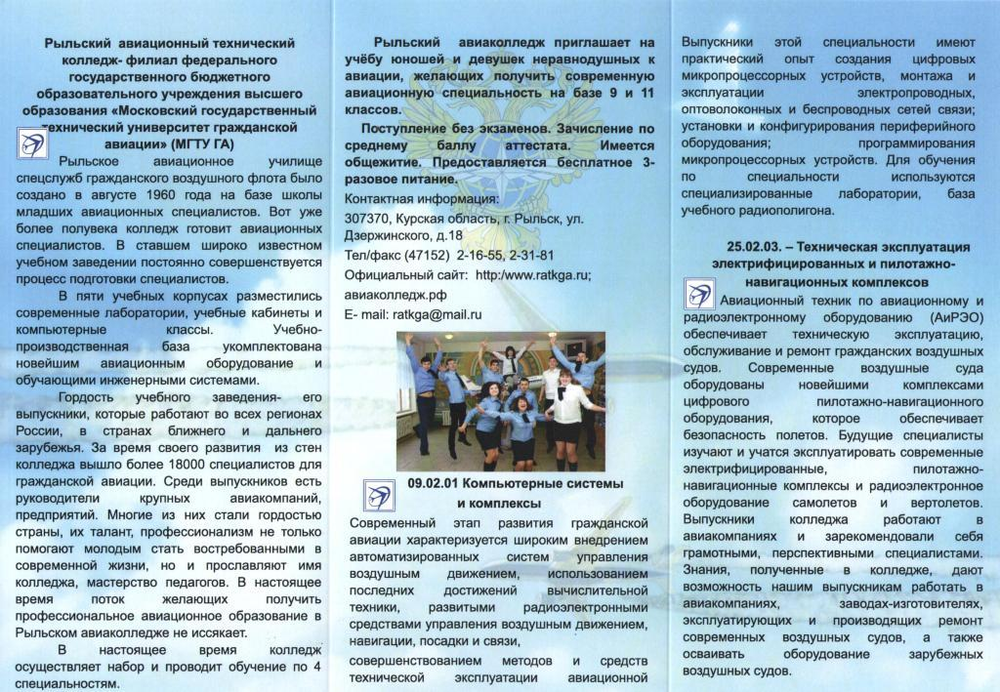 Рыльский авиационный технический
колледж- филиал федерального
государственного бюджетного
образовательного учреждения высшего
образования «Московский государственный
технический университет гражданской
авиации» (МГТУ ГА)
Рыльское авиационное училище
спецслужб гражданского воздушного флота было
создано в августе 1960 года на базе школы
младших авиационных специалистов. Вот уже
более полувека колледж готовит авиационных
специалистов. В ставшем широко известном
учебном заведении постоянно совершенствуется
процесс подготовки специалистов.
В пяти учебных корпусах разместились
современные лаборатории, учебные кабинеты и
компьютерные классы. Учебно-
производственная база укомплектована
новейшим авиационным оборудование и
обучающими инженерными системами.
Гордость учебного заведения- его
выпускники, которые работают во всех регионах
России, в странах ближнего и дальнего
зарубежья. За время своего развития из стен
колледжа вышло более 18000 специалистов для
гражданской авиации. Среди выпускников есть
руководители крупных авиакомпаний,
предприятий. Многие из них стали гордостью
страны, их талант, профессионализм не только
помогают молодым стать востребованными в
современной жизни, но и прославляют имя
колледжа, мастерство педагогов. В настоящее
время поток желающих получить
профессиональное авиационное образование в
Рыльском авиаколледже не иссякает.
В настоящее время колледж
осуществляет набор и проводит обучение по 4
специальностям.
Рыльский авиаколледж приглашает на
учёбу юношей и девушек неравнодушных к
авиации, желающих получить современную
авиационную специальность на базе 9 и 11
классов.
Поступление без экзаменов. Зачисление по
среднему баллу аттестата. Имеется
общежитие. Предоставляется бесплатное 3-
разовое питание.
Контактная информация:
307370, Курская область, г. Рыльск, ул.
Дзержинского, д.18
Тел/факс (47152) 2-16-55, 2-31-81
Официальный сайт: http:/www.ratkga.ru;
авиаколледж.рф
E- mail: ratkga@mail.ru
09.02.01 Компьютерные системы
и комплексы
Современный этап развития гражданской
авиации характеризуется широким внедрением
автоматизированных систем управления
воздушным движением, использованием
последних достижений вычислительной
техники, развитыми радиоэлектронными
средствами управления воздушным движением,
навигации, посадки и связи,
совершенствованием методов и средств
технической эксплуатации авиационной
Выпускники этой специальности имеют
практический опыт создания цифровых
микропроцессорных устройств, монтажа и
эксплуатации электропроводных,
оптоволоконных и беспроводных сетей связи;
установки и конфигурирования периферийного
оборудования; программирования
микропроцессорных устройств. Для обучения
по специальности используются
специализированные лаборатории, база
учебного радиополигона.
25.02.03. – Техническая эксплуатация
электрифицированных и пилотажно-
навигационных комплексов
Авиационный техник по авиационному и
радиоэлектронному оборудованию (АиРЭО)
обеспечивает техническую эксплуатацию,
обслуживание и ремонт гражданских воздушных
судов. Современные воздушные суда
оборудованы новейшими комплексами
цифрового пилотажно-навигационного
оборудования, которое обеспечивает
безопасность полетов. Будущие специалисты
изучают и учатся эксплуатировать современные
электрифицированные, пилотажно-
навигационные комплексы и радиоэлектронное
оборудование самолетов и вертолетов.
Выпускники колледжа работают в
авиакомпаниях и зарекомендовали себя
грамотными, перспективными специалистами.
Знания, полученные в колледже, дают
возможность нашим выпускникам работать в
авиакомпаниях, заводах-изготовителях,
эксплуатирующих и производящих ремонт
современных воздушных судов, а также
осваивать оборудование зарубежных
воздушных судов.